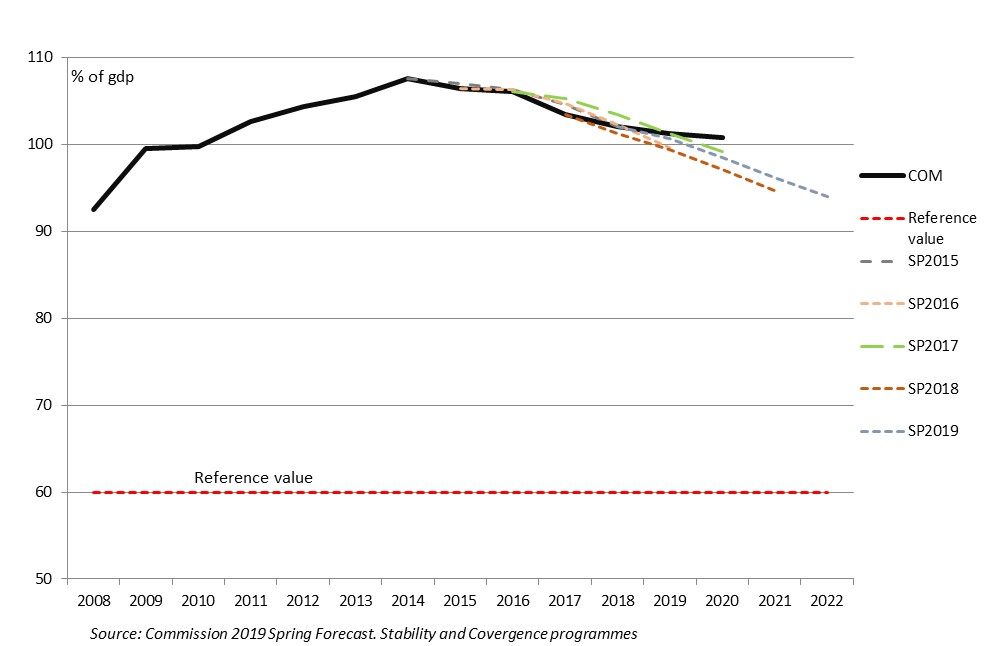 110
% of gdp
100
90
80
70
60
50
Reference value
2008 2009 2010 2011 2012 2013 2014 2015 2016 2017 2018 2019 2020 2021 2022
COM
Reference
value
SP2015
SP2016
SP2017
SP2018
SP2019
Source: Commission 2019 Spring Forecast. Stability and Covergence programmes